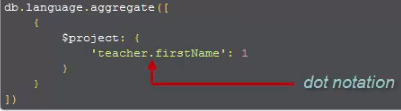 db.language.aggregate([
{
$project: {
'teacher.firstName': 1
}
}
dot notation
])